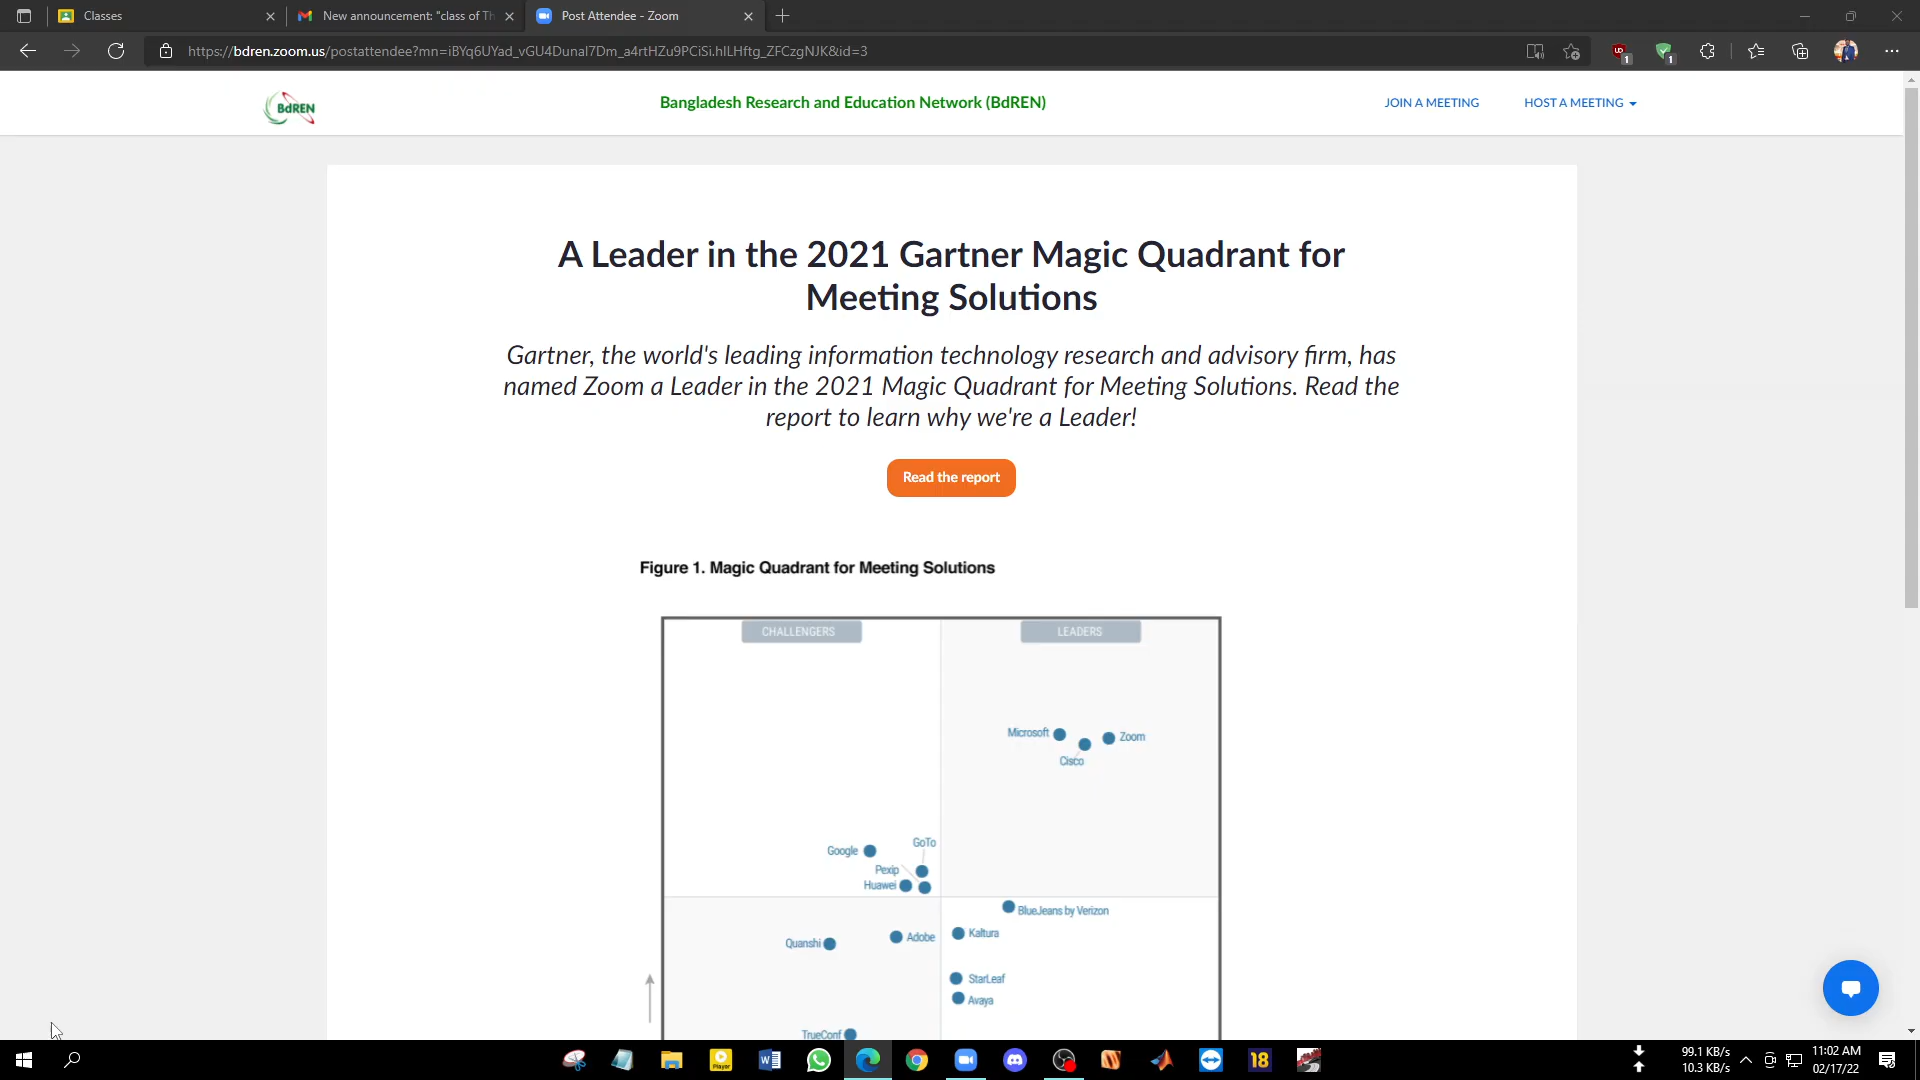 Classes
New announcement: "class of Th
Post Attendee - Zoom
https://bdren.zoom.us/postattendee?mn=iBYq6UYad_vGU4Dunal7Dm_a4rtHZu9PCiSi.hlLHftg_ZFCzgNJK&id=3
1
1
BdREN
Bangladesh Research and Education Network (BdREN)
JOIN A MEETING
HOST A MEETING
A Leader in the 2021 Gartner Magic Quadrant for
Meeting Solutions
Gartner, the world's leading information technology research and advisory firm, has
named Zoom a Leader in the 2021 Magic Quadrant for Meeting Solutions. Read the
report to learn why we're a Leader!
Read the report
Figure 1. Magic Quadrant for Meeting Solutions
CHALLENGERS
LEADERS
Microsoft
Zoom
Cisco
GoTo
Google
Pexip
Huawei
BlueJeans by Verizon
Kaltura
Adobe
Quanshi
StarLeaf
Avaya
TrueConf
Player
18
99.1 KB/s
10.3 KB/s
11:02 AM
02/17/22